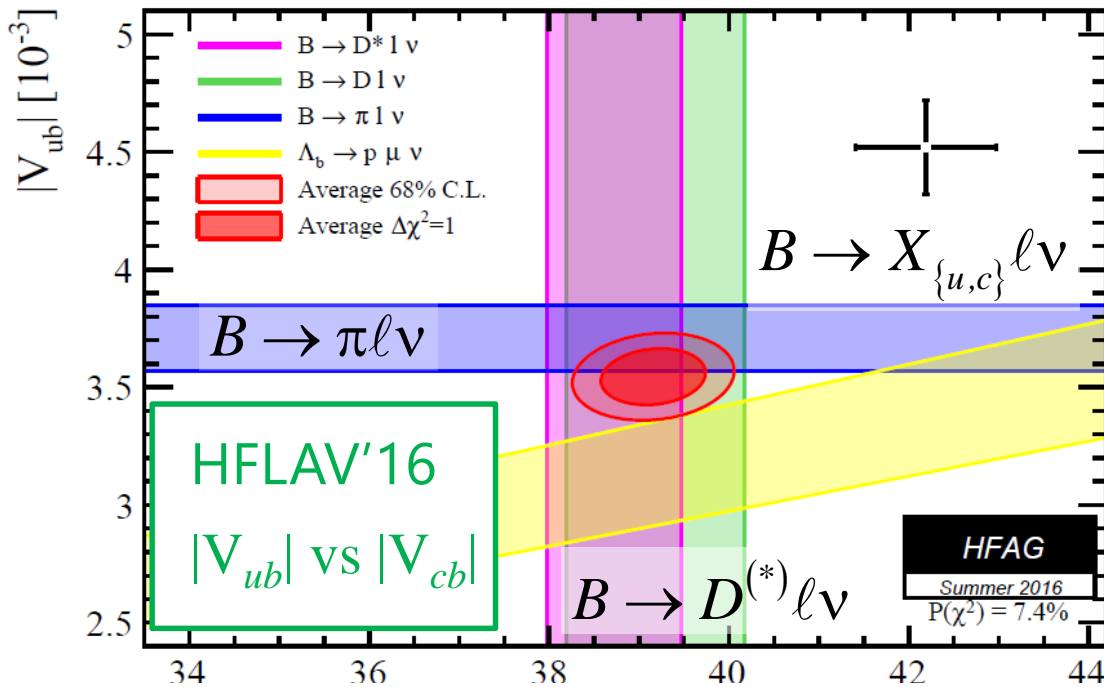 |V_ub| [10^-3]
5
4.5
4
3.5
3
2.5
B → D* l ν
B → D l ν
B → π l ν
Λ_b → p μ ν
Average 68% C.L.
Average Δχ²=1
B → X_{u,c} ℓν
B → πℓν
HFLAV'16
|V_ub| vs |V_cb|
B → D^(*) ℓν
HFAG
Summer 2016
P(χ²) = 7.4%
34 36 38 40 42 44